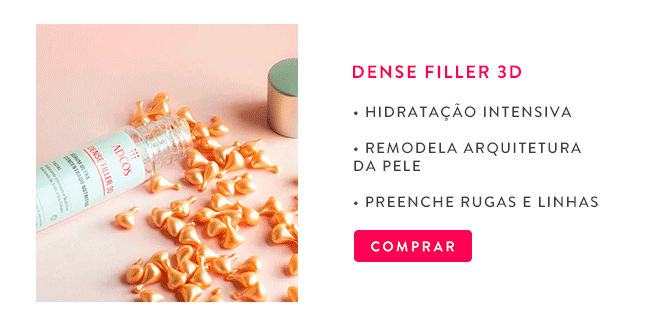 ADCOS
DENSE FILLER 3D
DENSE FILLER 3D
• HIDRATAÇÃO INTENSIVA
• REMODELA ARQUITETURA
DA PELE
• PREENCHE RUGAS E LINHAS
COMPRAR